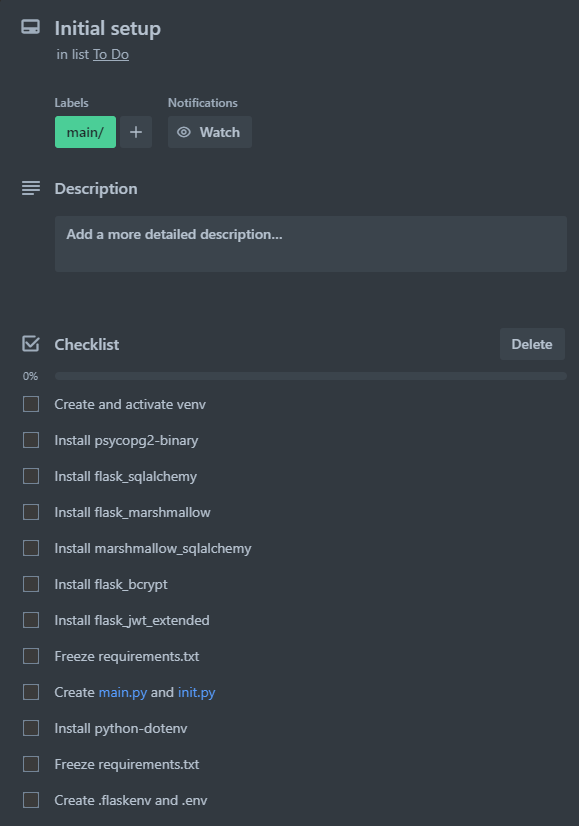 Initial setup
in list To Do
Labels
Notifications
main/
+
Watch
Description
Add a more detailed description...
Checklist
Delete
0%
Create and activate venv
Install psycopg2-binary
Install flask_sqlalchemy
Install flask_marshmallow
Install marshmallow_sqlalchemy
Install flask_bcrypt
Install flask_jwt_extended
Freeze requirements.txt
Create main.py and init.py
Install python-dotenv
Freeze requirements.txt
Create .flaskenv and .env